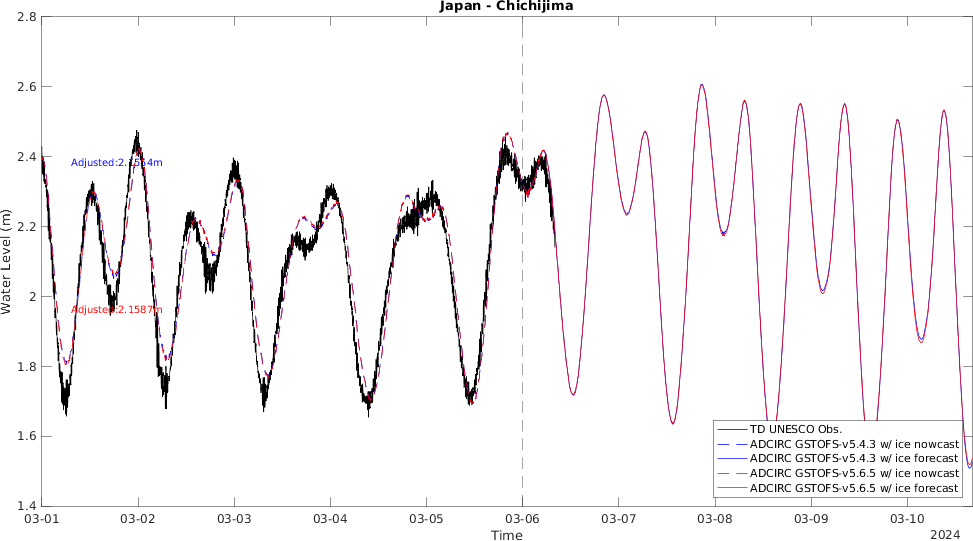 Japan - Chichijima
2.8
2.6
2.4
2.2
2
1.8
1.6
1.4
Water Level (m)
Adjusted:2.1554m
Adjusted:2.1587m
TD UNESCO Obs.
ADCIRC GSTOFS-v5.4.3 w/ ice nowcast
ADCIRC GSTOFS-v5.4.3 w/ ice forecast
ADCIRC GSTOFS-v5.6.5 w/ ice nowcast
ADCIRC GSTOFS-v5.6.5 w/ ice forecast
03-01 03-02 03-03 03-04 03-05 03-06 03-07 03-08 03-09 03-10
Time
2024